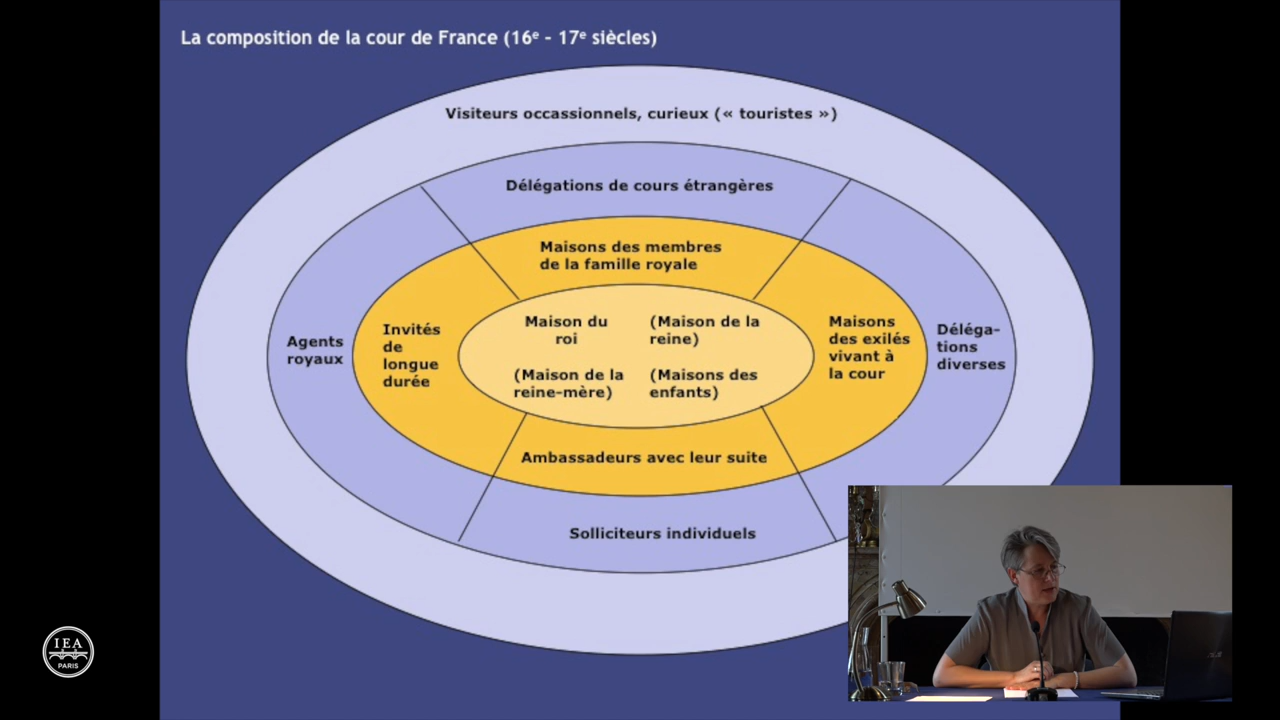 La composition de la cour de France (16e - 17e siècles)
Visiteurs occassionnels, curieux (« touristes »)
Délégations de cours étrangères
Maisons des membres
de la famille royale
Agents
royaux
Invités
de
longue
durée
Maison du
roi
(Maison de la
reine)
(Maison de la
reine-mère)
(Maisons des
enfants)
Maisons
des exilés
vivant à
la cour
Déléga-
tions
diverses
Ambassadeurs avec leur suite
Solliciteurs individuels
IEA
PARIS